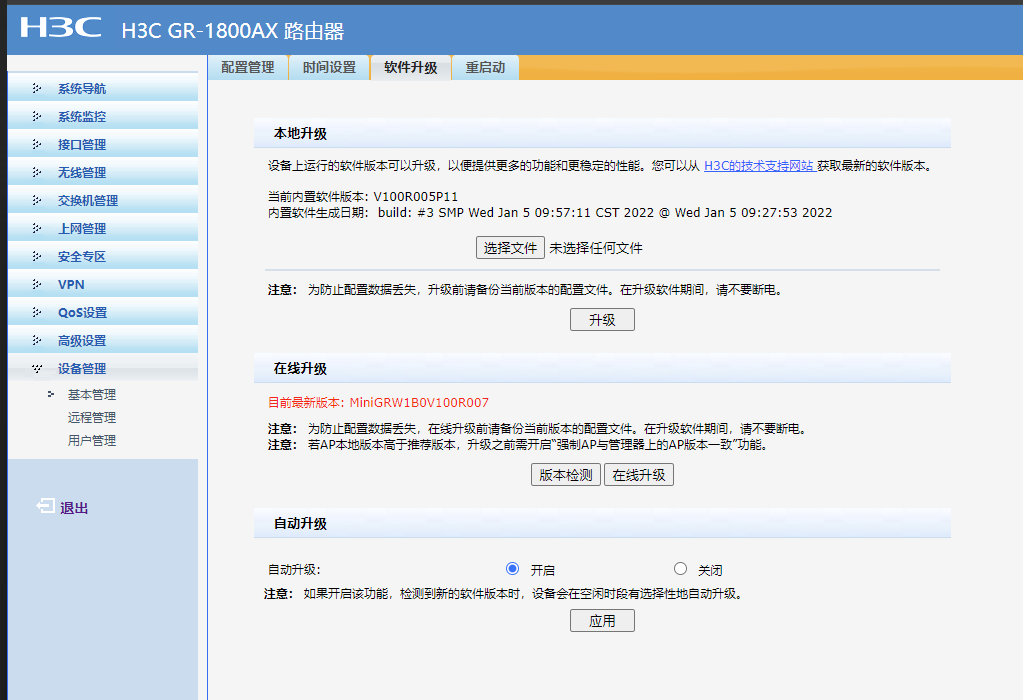 H3C H3C GR-1800AX 路由器
配置管理 时间设置 软件升级 重启动
系统导航
系统监控
接口管理
无线管理
交换机管理
上网管理
安全专区
VPN
QoS设置
高级设置
设备管理
基本管理
远程管理
用户管理
退出
本地升级
设备上运行的软件版本可以升级，以便提供更多的功能和更稳定的性能。您可以从 H3C的技术支持网站 获取最新的软件版本。
当前内置软件版本：V100R005P11
内置软件生成日期： build: #3 SMP Wed Jan 5 09:57:11 CST 2022 @ Wed Jan 5 09:27:53 2022
选择文件 未选择任何文件
注意： 为防止配置数据丢失，升级前请备份当前版本的配置文件。在升级软件期间，请不要断电。
升级
在线升级
目前最新版本：MiniGRW1B0V100R007
注意： 为防止配置数据丢失，在线升级前请备份当前版本的配置文件。在升级软件期间，请不要断电。
注意： 若AP本地版本高于推荐版本，升级之前需开启“强制AP与管理器上的AP版本一致”功能。
版本检测 在线升级
自动升级
自动升级： 开启 关闭
注意： 如果开启该功能，检测到新的软件版本时，设备会在空闲时段有选择性地自动升级。
应用